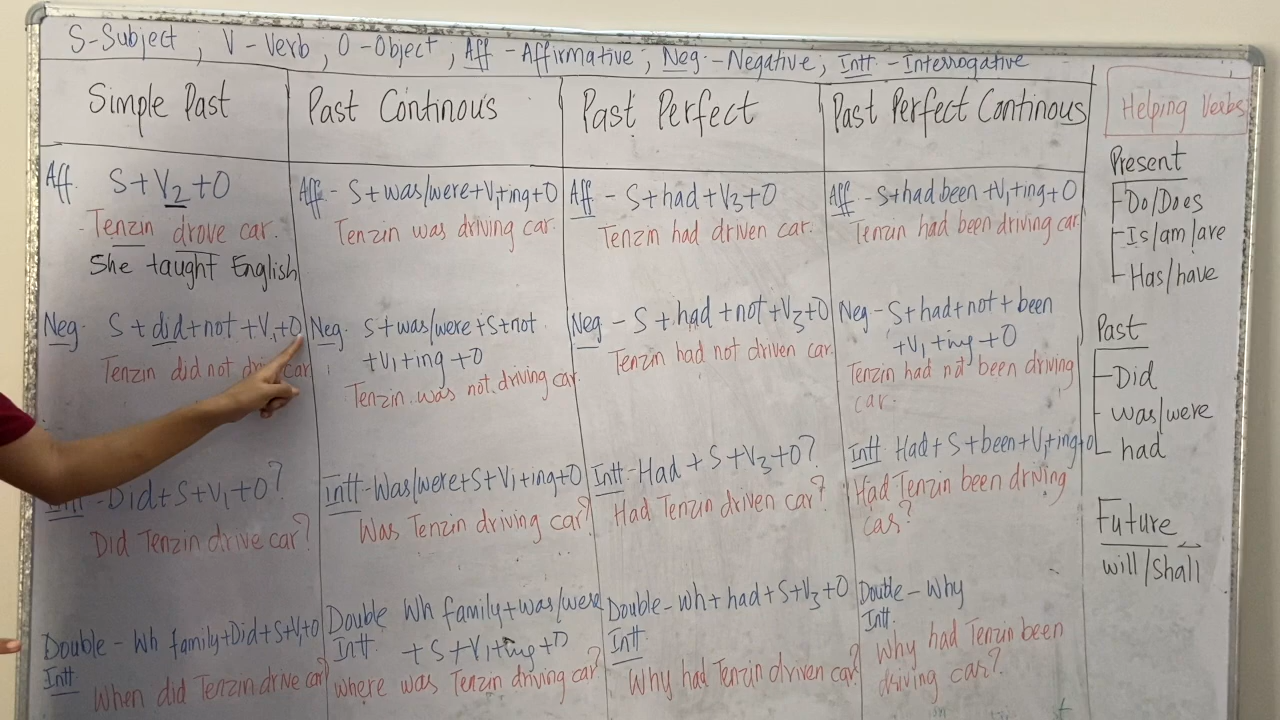 S-Subject , V-Verb , O-Object , Aff -Affirmative ; Neg.-Negative ; Intt -Interrogative
Simple Past
Aff. S+V2+O
Tenzin drove car.
She taught English
Neg. S+did+not+V1+O
Tenzin did not drive car
Intt-Did+S+V1+O?
Did Tenzin drive car?
Double - Wh family+Did+S+V1+O
Intt
When did Tenzin drive car?
Past Continous
Aff.- S+was/were+V1+ing+O
Tenzin was driving car.
Neg. S+was/were+S+not
+V1+ing+O
Tenzin was not driving car.
Intt-Was/were+S+V1+ing+O
Was Tenzin driving car?
Double Wh family+was/were
Intt. +S+V1+ing+O
where was Tenzin driving car?
Past Perfect
Aff - S+had+V3+O
Tenzin had driven car.
Neg - S+had+not+V3+O
Tenzin had not driven car.
Intt-Had+S+V3+O?
Had Tenzin driven car?
Double-Wh+had+S+V3+O
Intt
Why had Tenzin driven car?
Past Perfect Continous
Aff -S+had been+V1+ing+O
Tenzin had been driving car.
Neg-S+had+not+been
+V1+ing+O
Tenzin had not been driving
car.
Intt Had+S+been+V1+ing+O
Had Tenzin been driving
car?
Double-Why
Intt.
Why had Tenzin been
driving car?
Helping Verbs
Present
Do/Does
Is/am/are
Has/have
Past
Did
was/were
had
Future
will/shall